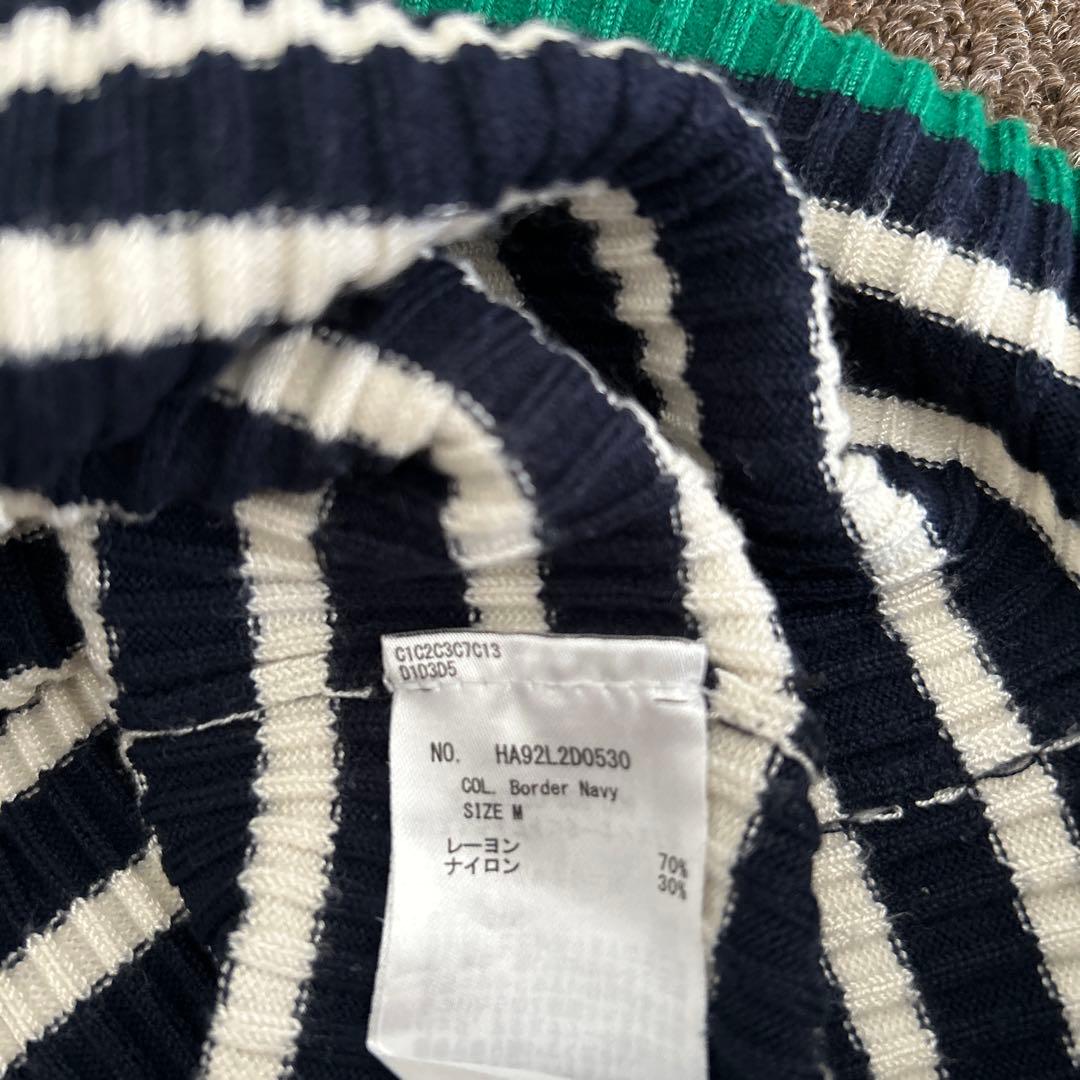 C1C2C3C7C13
D1D3D5
NO. HA92L2D0530
COL. Border Navy
SIZE M
レーヨン 70%
ナイロン 30%